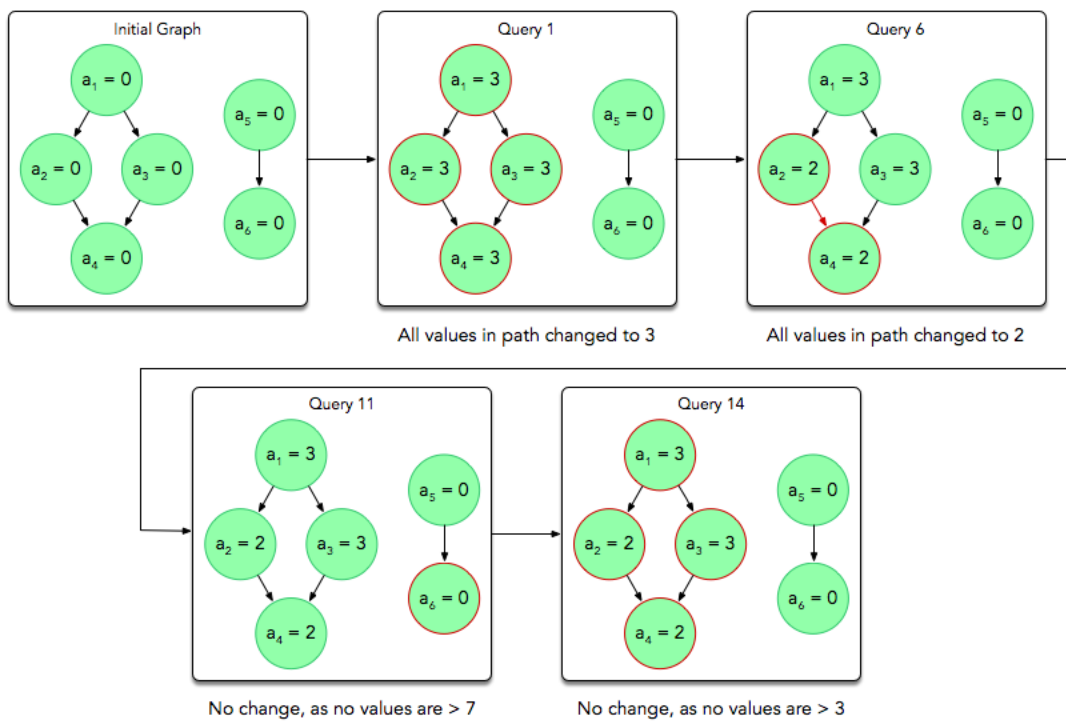 Initial Graph
a₁ = 0
a₂ = 0
a₃ = 0
a₄ = 0
a₅ = 0
a₆ = 0
Query 1
a₁ = 3
a₂ = 3
a₃ = 3
a₄ = 3
a₅ = 0
a₆ = 0
All values in path changed to 3
Query 6
a₁ = 3
a₂ = 2
a₃ = 3
a₄ = 2
a₅ = 0
a₆ = 0
All values in path changed to 2
Query 11
a₁ = 3
a₂ = 2
a₃ = 3
a₄ = 2
a₅ = 0
a₆ = 0
No change, as no values are > 7
Query 14
a₁ = 3
a₂ = 2
a₃ = 3
a₄ = 2
a₅ = 0
a₆ = 0
No change, as no values are > 3